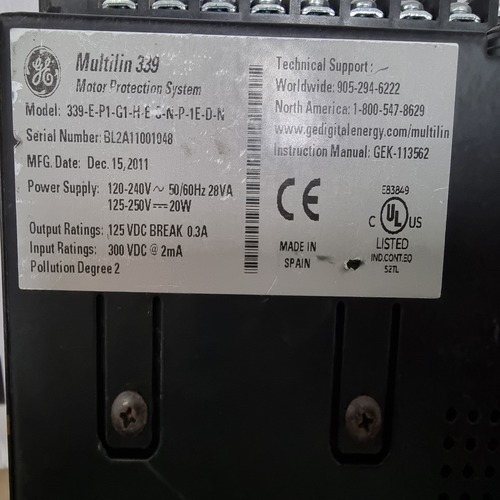 GE
Multilin 339
Motor Protection System
Model: 339-E-P1-G1-H-E-S-N-P-1E-D-N
Serial Number: BL2A11001048
MFG. Date: Dec. 15, 2011
Power Supply: 120-240V ~ 50/60Hz 28VA
125-250V ⎓ 20W
Output Ratings: 125 VDC BREAK 0.3A
Input Ratings: 300 VDC @ 2mA
Pollution Degree 2
Technical Support:
Worldwide: 905-294-6222
North America: 1-800-547-8629
www.gedigitalenergy.com/multilin
Instruction Manual: GEK-113562
CE
E83849
C UL US
LISTED
IND.CONT.EQ
52TL
MADE IN
SPAIN